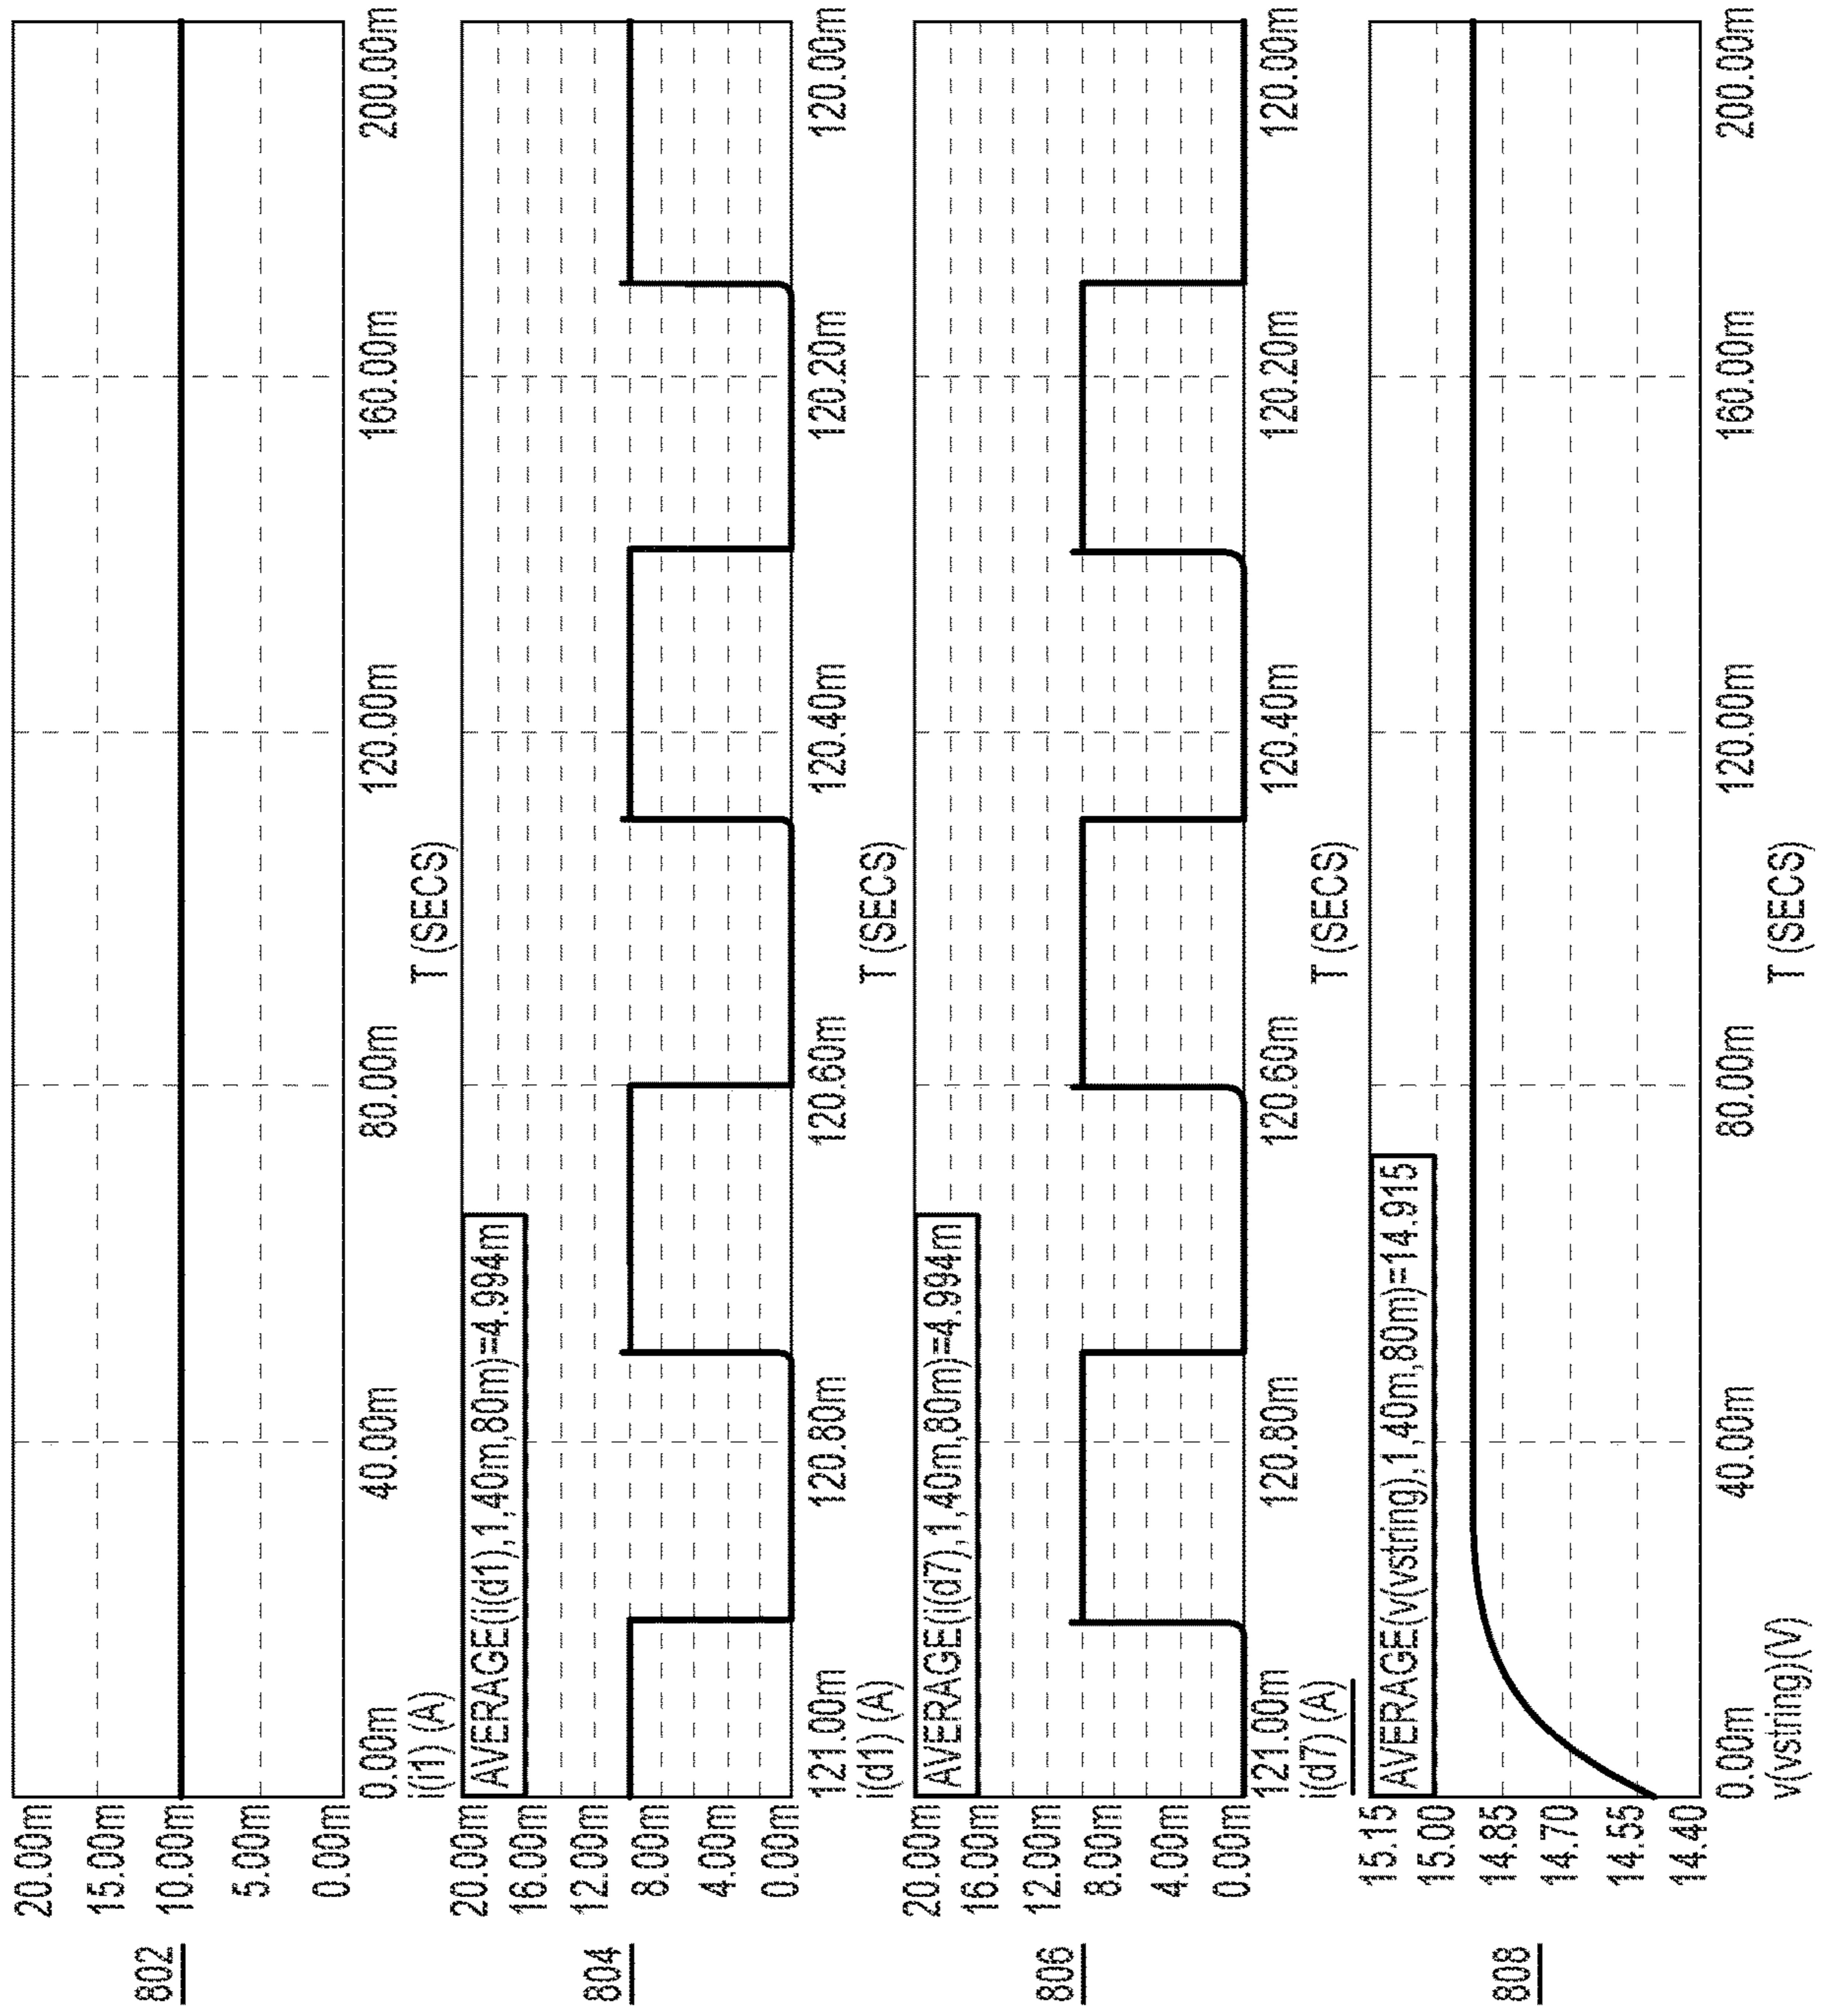 802
20.00m
15.00m
10.00m
5.00m
0.00m
0.00m 40.00m 80.00m 120.00m 160.00m 200.00m
i(i1) (A) T (SECS)
804
20.00m
16.00m
12.00m
8.00m
4.00m
0.00m
AVERAGE(i(d1),1,40m,80m)=4.994m
121.00m 120.80m 120.60m 120.40m 120.20m 120.00m
i(d1) (A) T (SECS)
806
20.00m
16.00m
12.00m
8.00m
4.00m
0.00m
AVERAGE(i(d7),1,40m,80m)=4.994m
121.00m 120.80m 120.60m 120.40m 120.20m 120.00m
i(d7) (A) T (SECS)
808
15.15
15.00
14.85
14.70
14.55
14.40
AVERAGE(v(vstring),1,40m,80m)=14.915
0.00m 40.00m 80.00m 120.00m 160.00m 200.00m
v(vstring)(V) T (SECS)